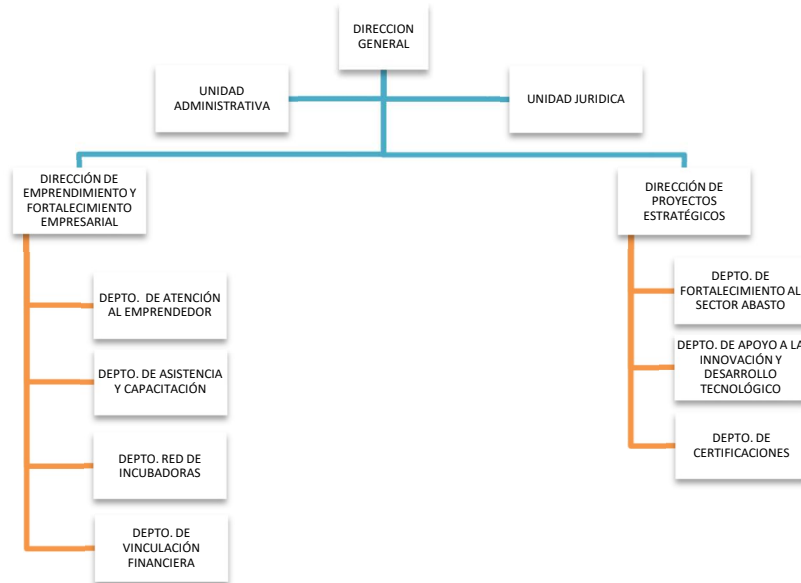 DIRECCION
GENERAL
UNIDAD
ADMINISTRATIVA
UNIDAD JURIDICA
DIRECCIÓN DE
EMPRENDIMIENTO Y
FORTALECIMIENTO
EMPRESARIAL
DIRECCIÓN DE
PROYECTOS
ESTRATÉGICOS
DEPTO. DE ATENCIÓN
AL EMPRENDEDOR
DEPTO. DE ASISTENCIA
Y CAPACITACIÓN
DEPTO. RED DE
INCUBADORAS
DEPTO. DE
VINCULACIÓN
FINANCIERA
DEPTO. DE
FORTALECIMIENTO AL
SECTOR ABASTO
DEPTO. DE APOYO A LA
INNOVACIÓN Y
DESARROLLO
TECNOLÓGICO
DEPTO. DE
CERTIFICACIONES